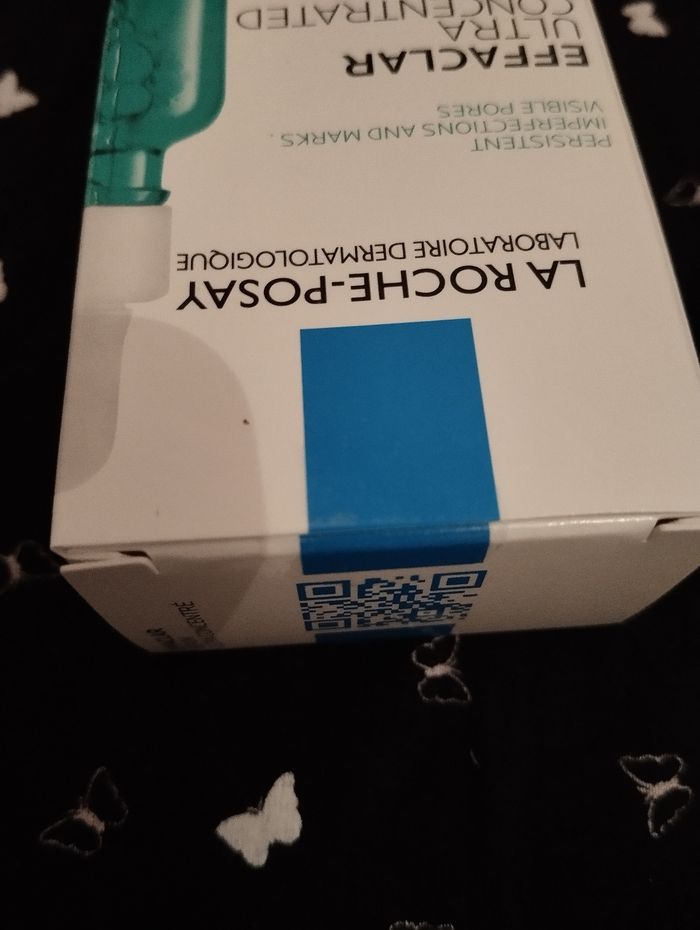 LA ROCHE-POSAY
LABORATOIRE DERMATOLOGIQUE
PERSISTENT
IMPERFECTIONS AND MARKS
VISIBLE PORES
EFFACLAR
ULTRA
CONCENTRATED